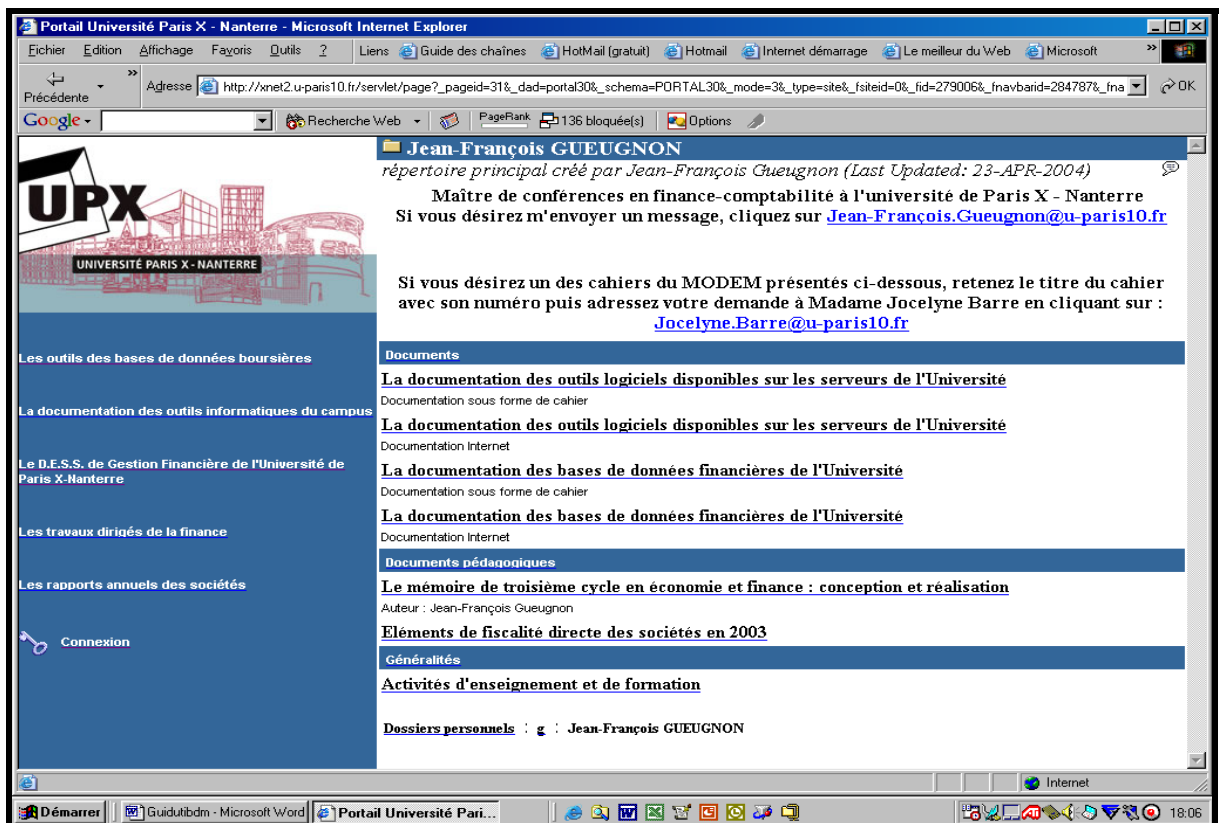 Portail Université Paris X - Nanterre - Microsoft Internet Explorer
Fichier Edition Affichage Favoris Outils ? Liens Guide des chaînes HotMail (gratuit) Hotmail Internet démarrage Le meilleur du Web Microsoft »
Précédente » Adresse http://xnet2.u-paris10.fr/servlet/page?_pageid=31&_dad=portal30&_schema=PORTAL30&_mode=3&_type=site&_fsiteid=0&_fid=279006&_fnavbarid=284787&_fna OK
Google Recherche Web PageRank 136 bloquée(s) Options
UPX
UNIVERSITÉ PARIS X - NANTERRE
Les outils des bases de données boursières
La documentation des outils informatiques du campus
Le D.E.S.S. de Gestion Financière de l'Université de
Paris X-Nanterre
Les travaux dirigés de la finance
Les rapports annuels des sociétés
Connexion
Jean-François GUEUGNON
répertoire principal créé par Jean-François Gueugnon (Last Updated: 23-APR-2004)
Maître de conférences en finance-comptabilité à l'université de Paris X - Nanterre
Si vous désirez m'envoyer un message, cliquez sur Jean-François.Gueugnon@u-paris10.fr
Si vous désirez un des cahiers du MODEM présentés ci-dessous, retenez le titre du cahier
avec son numéro puis adressez votre demande à Madame Jocelyne Barre en cliquant sur :
Jocelyne.Barre@u-paris10.fr
Documents
La documentation des outils logiciels disponibles sur les serveurs de l'Université
Documentation sous forme de cahier
La documentation des outils logiciels disponibles sur les serveurs de l'Université
Documentation Internet
La documentation des bases de données financières de l'Université
Documentation sous forme de cahier
La documentation des bases de données financières de l'Université
Documentation Internet
Documents pédagogiques
Le mémoire de troisième cycle en économie et finance : conception et réalisation
Auteur : Jean-François Gueugnon
Eléments de fiscalité directe des sociétés en 2003
Généralités
Activités d'enseignement et de formation
Dossiers personnels : g : Jean-François GUEUGNON
Internet
Démarrer Guidutibdm - Microsoft Word Portail Université Pari... 18:06